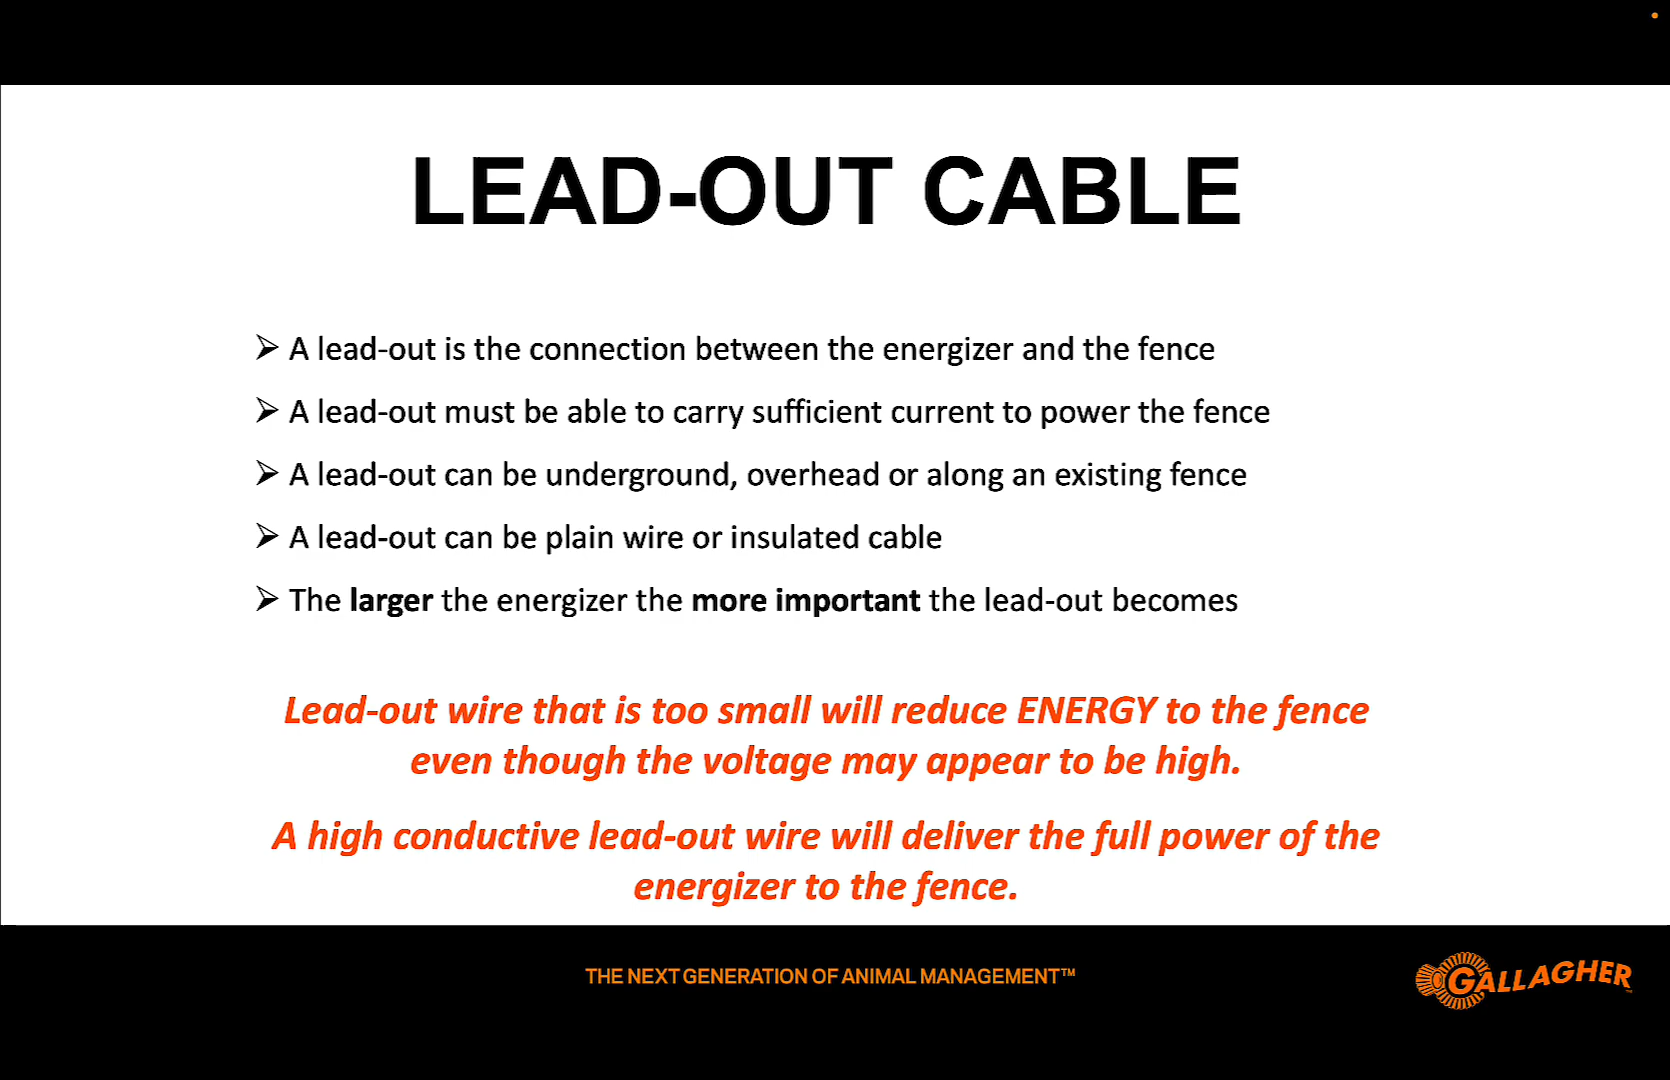 LEAD-OUT CABLE
➢ A lead-out is the connection between the energizer and the fence
➢ A lead-out must be able to carry sufficient current to power the fence
➢ A lead-out can be underground, overhead or along an existing fence
➢ A lead-out can be plain wire or insulated cable
➢ The larger the energizer the more important the lead-out becomes
Lead-out wire that is too small will reduce ENERGY to the fence
even though the voltage may appear to be high.
A high conductive lead-out wire will deliver the full power of the
energizer to the fence.
THE NEXT GENERATION OF ANIMAL MANAGEMENT™
GALLAGHER™